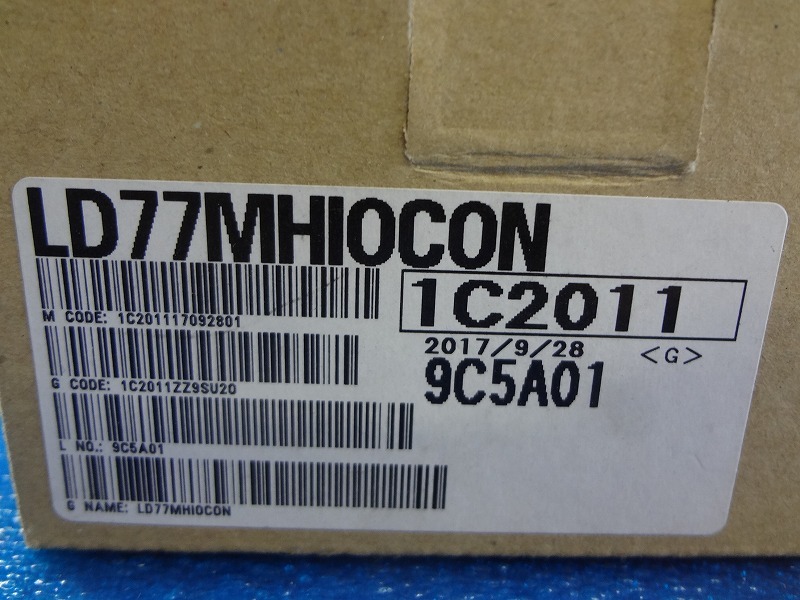 LD77MHIOCON
1C2011
M CODE: 1C201117092801
2017/9/28 <G>
G CODE: 1C2011ZZ9SU20
9C5A01
L NO.: 9C5A01
G NAME: LD77MHIOCON